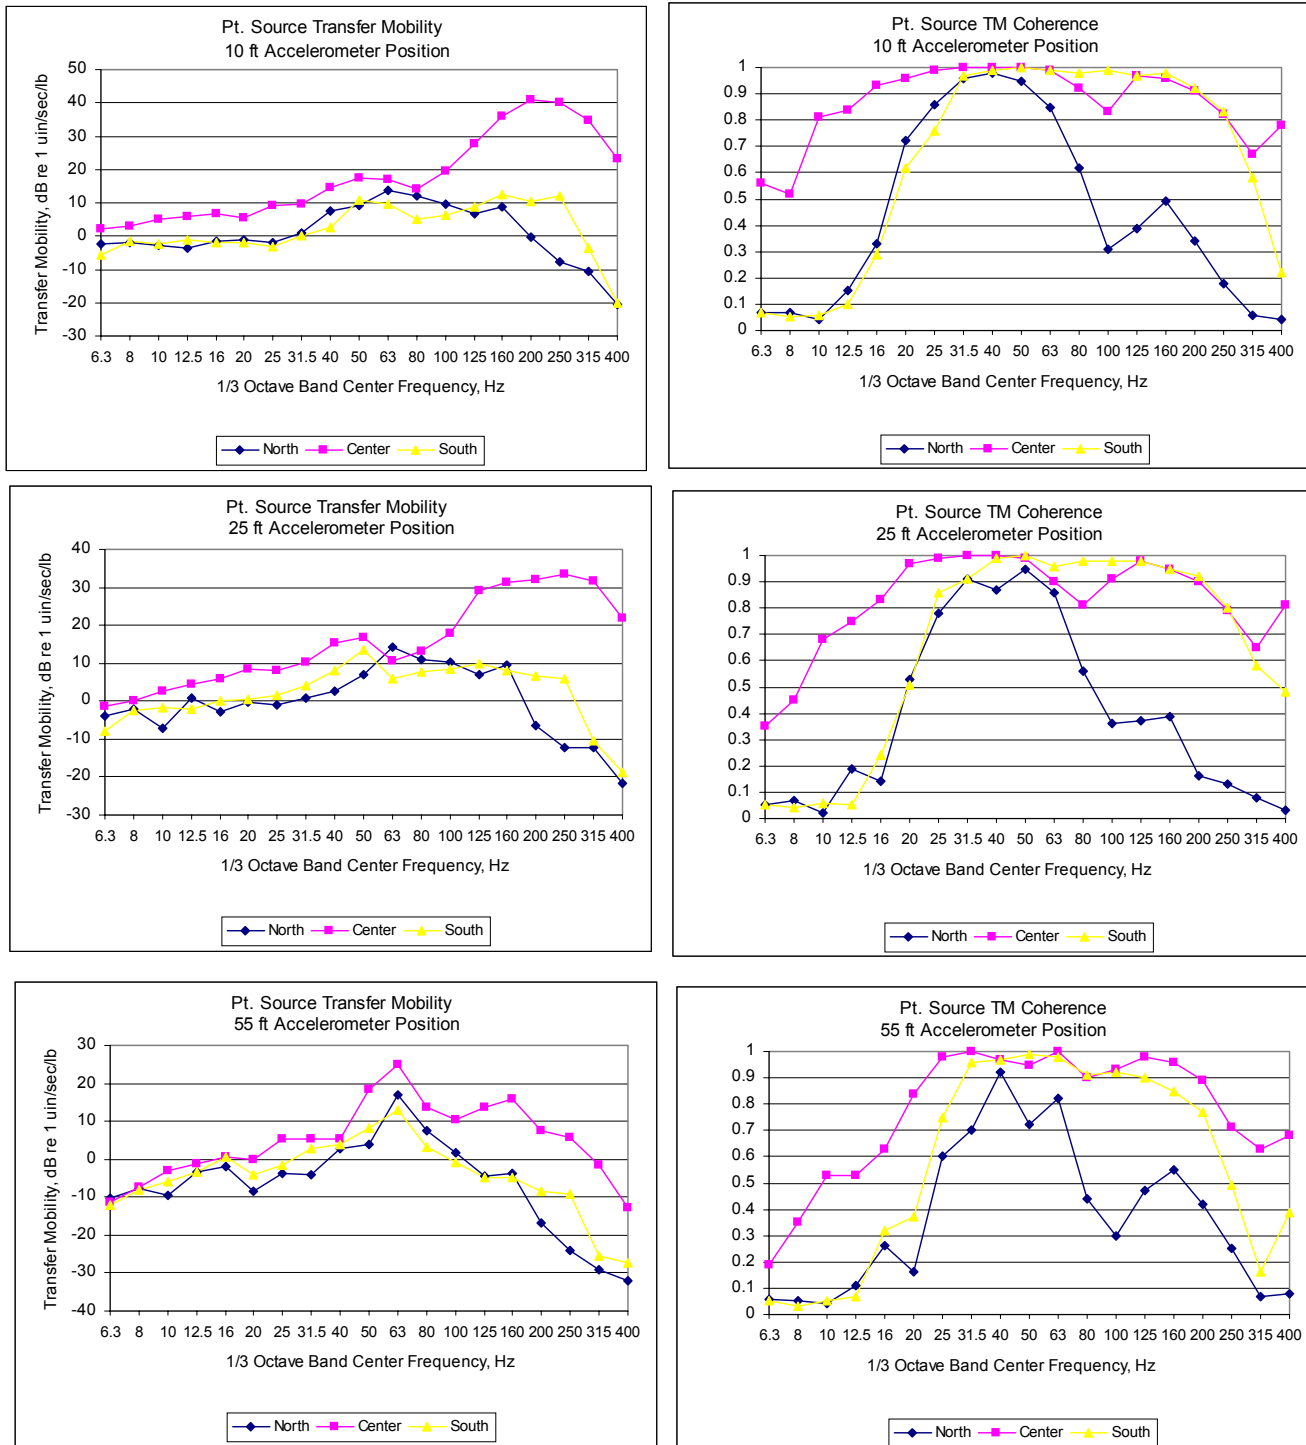 Pt. Source Transfer Mobility
10 ft Accelerometer Position
Transfer Mobility, dB re 1 uin/sec/lb
50
40
30
20
10
0
-10
-20
-30
6.3 8 10 12.5 16 20 25 31.5 40 50 63 80 100 125 160 200 250 315 400
1/3 Octave Band Center Frequency, Hz
North Center South
Pt. Source TM Coherence
10 ft Accelerometer Position
1
0.9
0.8
0.7
0.6
0.5
0.4
0.3
0.2
0.1
0
6.3 8 10 12.5 16 20 25 31.5 40 50 63 80 100 125 160 200 250 315 400
1/3 Octave Band Center Frequency, Hz
North Center South
Pt. Source Transfer Mobility
25 ft Accelerometer Position
Transfer Mobility, dB re 1 uin/sec/lb
40
30
20
10
0
-10
-20
-30
6.3 8 10 12.5 16 20 25 31.5 40 50 63 80 100 125 160 200 250 315 400
1/3 Octave Band Center Frequency, Hz
North Center South
Pt. Source TM Coherence
25 ft Accelerometer Position
1
0.9
0.8
0.7
0.6
0.5
0.4
0.3
0.2
0.1
0
6.3 8 10 12.5 16 20 25 31.5 40 50 63 80 100 125 160 200 250 315 400
1/3 Octave Band Center Frequency, Hz
North Center South
Pt. Source Transfer Mobility
55 ft Accelerometer Position
Transfer Mobility, dB re 1 uin/sec/lb
30
20
10
0
-10
-20
-30
-40
6.3 8 10 12.5 16 20 25 31.5 40 50 63 80 100 125 160 200 250 315 400
1/3 Octave Band Center Frequency, Hz
North Center South
Pt. Source TM Coherence
55 ft Accelerometer Position
1
0.9
0.8
0.7
0.6
0.5
0.4
0.3
0.2
0.1
0
6.3 8 10 12.5 16 20 25 31.5 40 50 63 80 100 125 160 200 250 315 400
1/3 Octave Band Center Frequency, Hz
North Center South